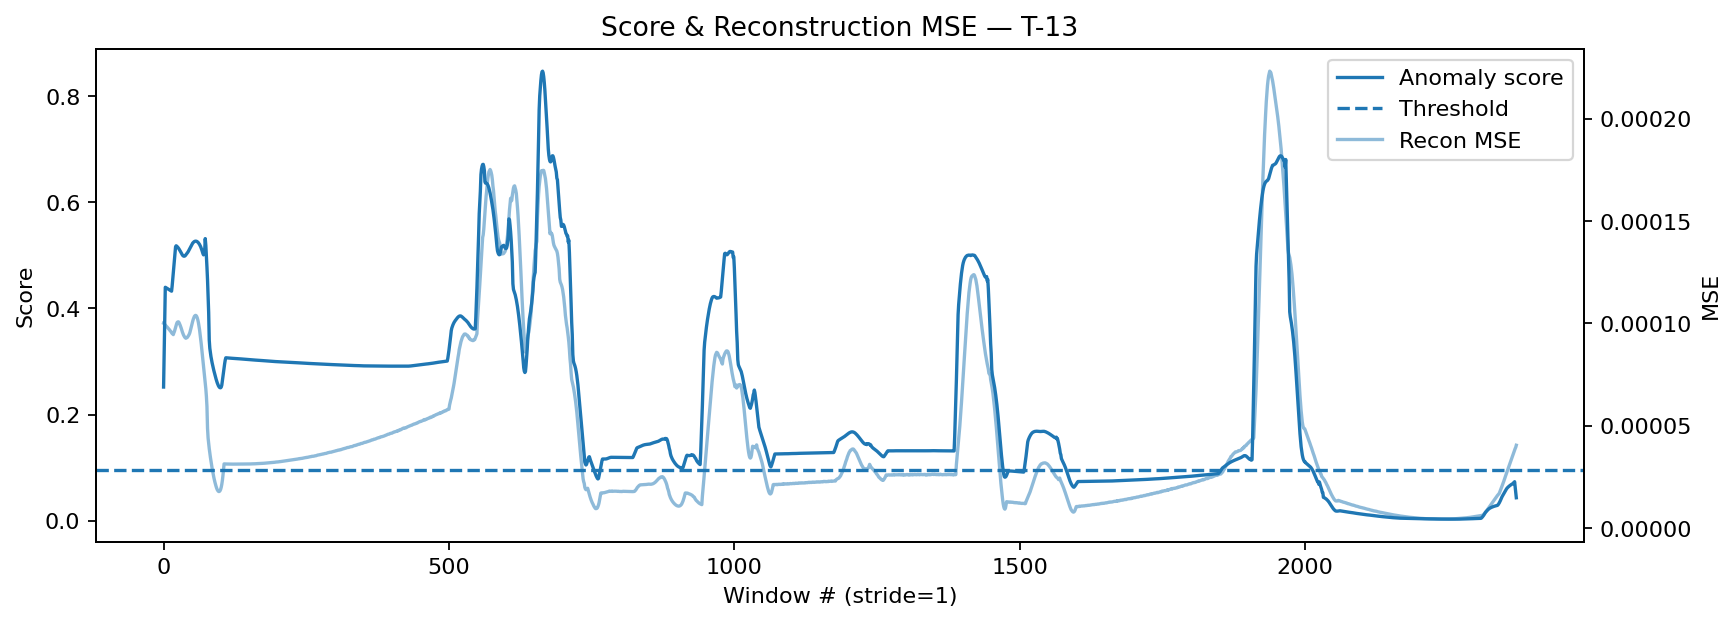 Score & Reconstruction MSE — T-13
Anomaly score
Threshold
Recon MSE
Score
0.8
0.6
0.4
0.2
0.0
0.00020
0.00015
0.00010
0.00005
0.00000
MSE
0
500
1000
1500
2000
Window # (stride=1)